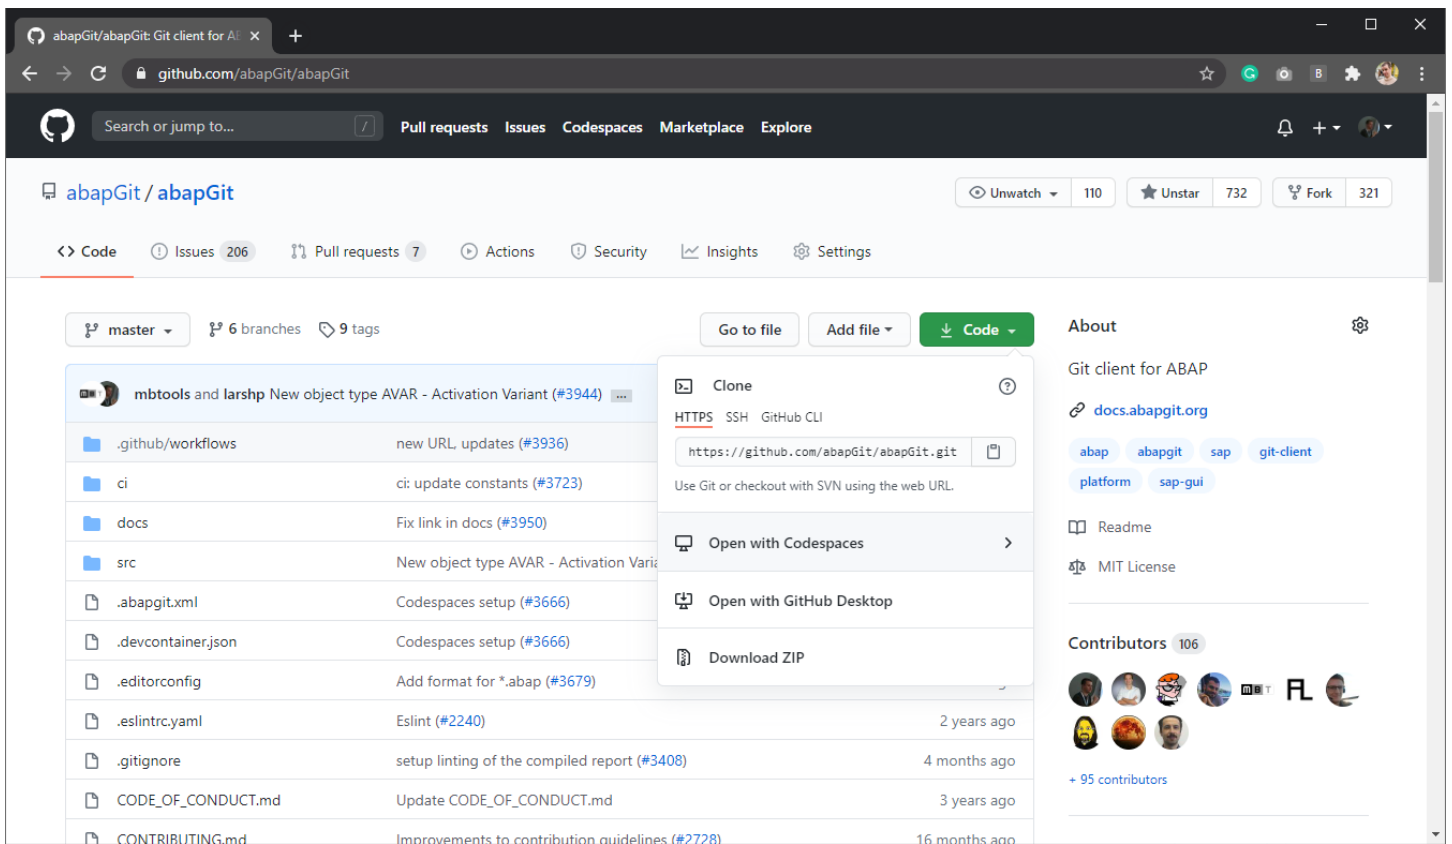 abapGit/abapGit: Git client for AB
github.com/abapGit/abapGit
Search or jump to... /
Pull requests Issues Codespaces Marketplace Explore
abapGit / abapGit
Unwatch 110 Unstar 732 Fork 321
Code Issues 206 Pull requests 7 Actions Security Insights Settings
master 6 branches 9 tags
Go to file Add file Code
mbtools and larshp New object type AVAR - Activation Variant (#3944) ...
.github/workflows new URL, updates (#3936)
ci ci: update constants (#3723)
docs Fix link in docs (#3950)
src New object type AVAR - Activation Varia
.abapgit.xml Codespaces setup (#3666)
.devcontainer.json Codespaces setup (#3666)
.editorconfig Add format for *.abap (#3679)
.eslintrc.yaml Eslint (#2240) 2 years ago
.gitignore setup linting of the compiled report (#3408) 4 months ago
CODE_OF_CONDUCT.md Update CODE_OF_CONDUCT.md 3 years ago
CONTRIBUTING.md Improvements to contribution guidelines (#2728) 16 months ago
Clone
HTTPS SSH GitHub CLI
https://github.com/abapGit/abapGit.git
Use Git or checkout with SVN using the web URL.
Open with Codespaces
Open with GitHub Desktop
Download ZIP
About
Git client for ABAP
docs.abapgit.org
abap abapgit sap git-client
platform sap-gui
Readme
MIT License
Contributors 106
MBT FL
+ 95 contributors